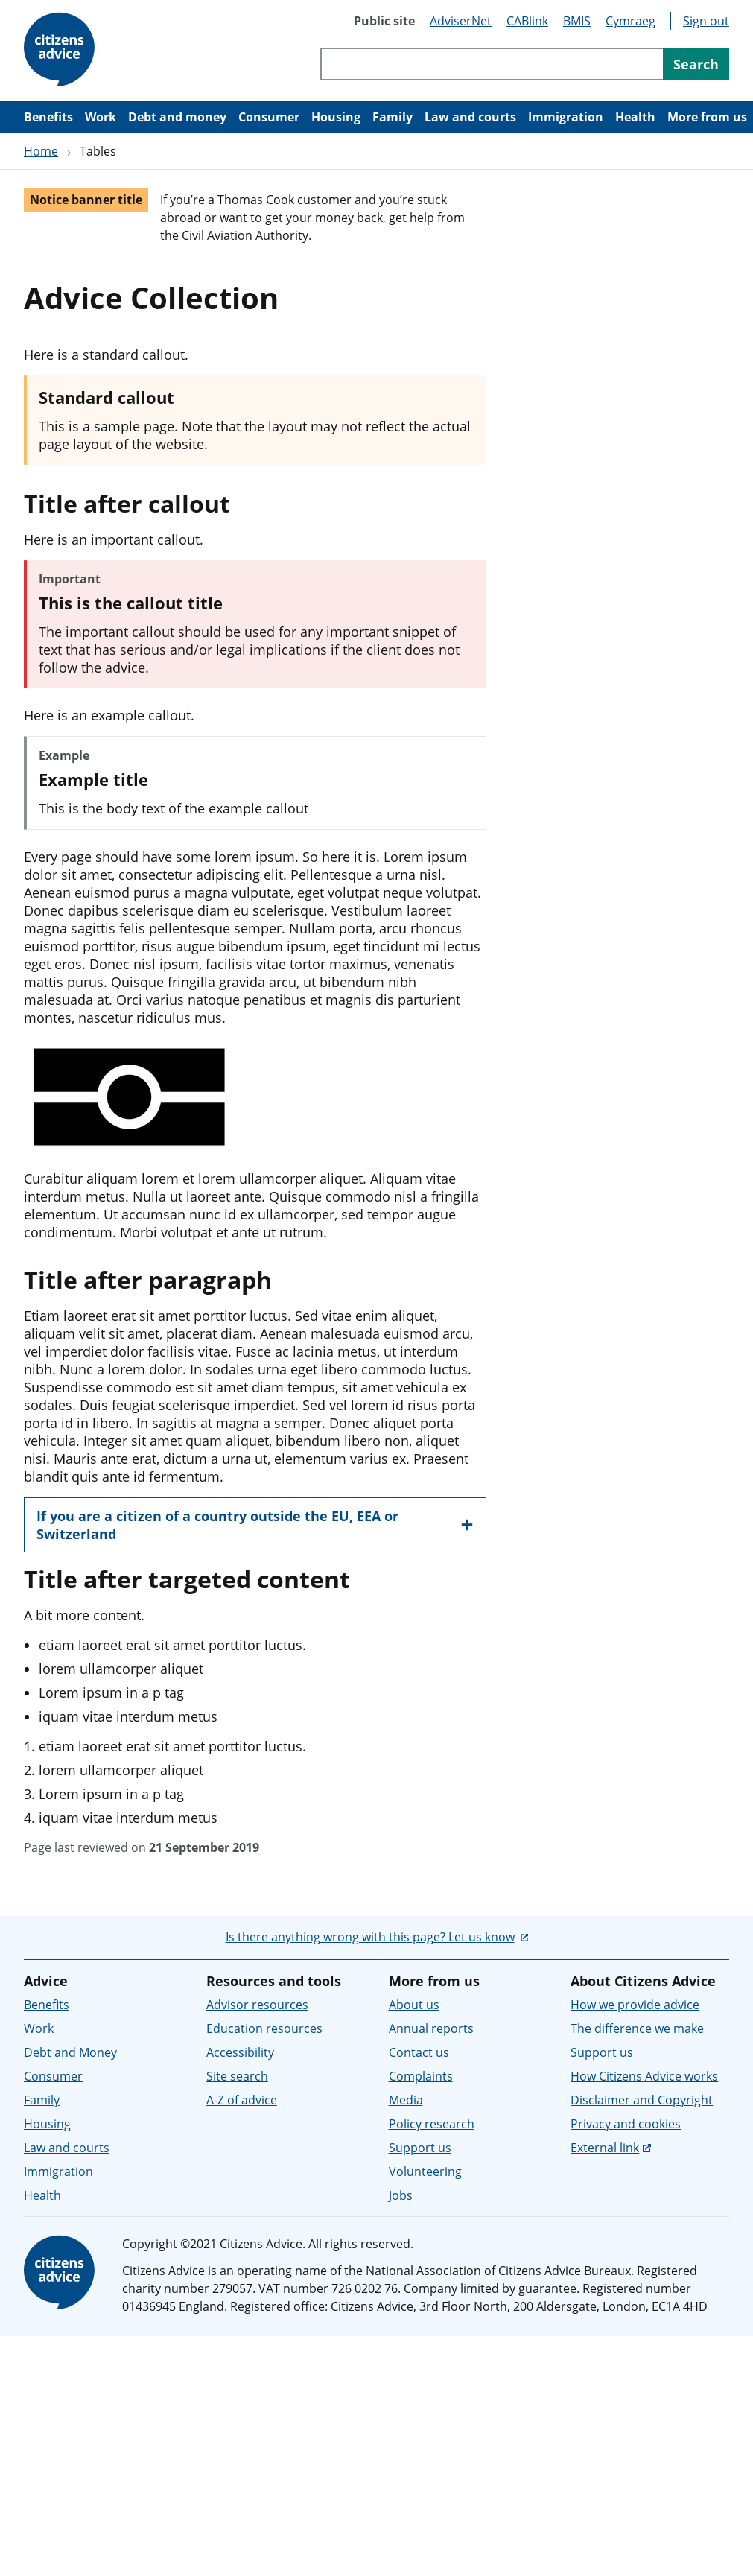 citizens
advice
Public site AdviserNet CABlink BMIS Cymraeg Sign out
Search
Benefits Work Debt and money Consumer Housing Family Law and courts Immigration Health More from us
Home › Tables
Notice banner title
If you’re a Thomas Cook customer and you’re stuck
abroad or want to get your money back, get help from
the Civil Aviation Authority.
Advice Collection
Here is a standard callout.
Standard callout
This is a sample page. Note that the layout may not reflect the actual
page layout of the website.
Title after callout
Here is an important callout.
Important
This is the callout title
The important callout should be used for any important snippet of
text that has serious and/or legal implications if the client does not
follow the advice.
Here is an example callout.
Example
Example title
This is the body text of the example callout
Every page should have some lorem ipsum. So here it is. Lorem ipsum
dolor sit amet, consectetur adipiscing elit. Pellentesque a urna nisl.
Aenean euismod purus a magna vulputate, eget volutpat neque volutpat.
Donec dapibus scelerisque diam eu scelerisque. Vestibulum laoreet
magna sagittis felis pellentesque semper. Nullam porta, arcu rhoncus
euismod porttitor, risus augue bibendum ipsum, eget tincidunt mi lectus
eget eros. Donec nisl ipsum, facilisis vitae tortor maximus, venenatis
mattis purus. Quisque fringilla gravida arcu, ut bibendum nibh
malesuada at. Orci varius natoque penatibus et magnis dis parturient
montes, nascetur ridiculus mus.
Curabitur aliquam lorem et lorem ullamcorper aliquet. Aliquam vitae
interdum metus. Nulla ut laoreet ante. Quisque commodo nisl a fringilla
elementum. Ut accumsan nunc id ex ullamcorper, sed tempor augue
condimentum. Morbi volutpat et ante ut rutrum.
Title after paragraph
Etiam laoreet erat sit amet porttitor luctus. Sed vitae enim aliquet,
aliquam velit sit amet, placerat diam. Aenean malesuada euismod arcu,
vel imperdiet dolor facilisis vitae. Fusce ac lacinia metus, ut interdum
nibh. Nunc a lorem dolor. In sodales urna eget libero commodo luctus.
Suspendisse commodo est sit amet diam tempus, sit amet vehicula ex
sodales. Duis feugiat scelerisque imperdiet. Sed vel lorem id risus porta
porta id in libero. In sagittis at magna a semper. Donec aliquet porta
vehicula. Integer sit amet quam aliquet, bibendum libero non, aliquet
nisi. Mauris ante erat, dictum a urna ut, elementum varius ex. Praesent
blandit quis ante id fermentum.
If you are a citizen of a country outside the EU, EEA or
Switzerland
Title after targeted content
A bit more content.
• etiam laoreet erat sit amet porttitor luctus.
• lorem ullamcorper aliquet
• Lorem ipsum in a p tag
• iquam vitae interdum metus
1. etiam laoreet erat sit amet porttitor luctus.
2. lorem ullamcorper aliquet
3. Lorem ipsum in a p tag
4. iquam vitae interdum metus
Page last reviewed on 21 September 2019
Is there anything wrong with this page? Let us know
Advice
Benefits
Work
Debt and Money
Consumer
Family
Housing
Law and courts
Immigration
Health
Resources and tools
Advisor resources
Education resources
Accessibility
Site search
A-Z of advice
More from us
About us
Annual reports
Contact us
Complaints
Media
Policy research
Support us
Volunteering
Jobs
About Citizens Advice
How we provide advice
The difference we make
Support us
How Citizens Advice works
Disclaimer and Copyright
Privacy and cookies
External link
citizens
advice
Copyright ©2021 Citizens Advice. All rights reserved.
Citizens Advice is an operating name of the National Association of Citizens Advice Bureaux. Registered
charity number 279057. VAT number 726 0202 76. Company limited by guarantee. Registered number
01436945 England. Registered office: Citizens Advice, 3rd Floor North, 200 Aldersgate, London, EC1A 4HD